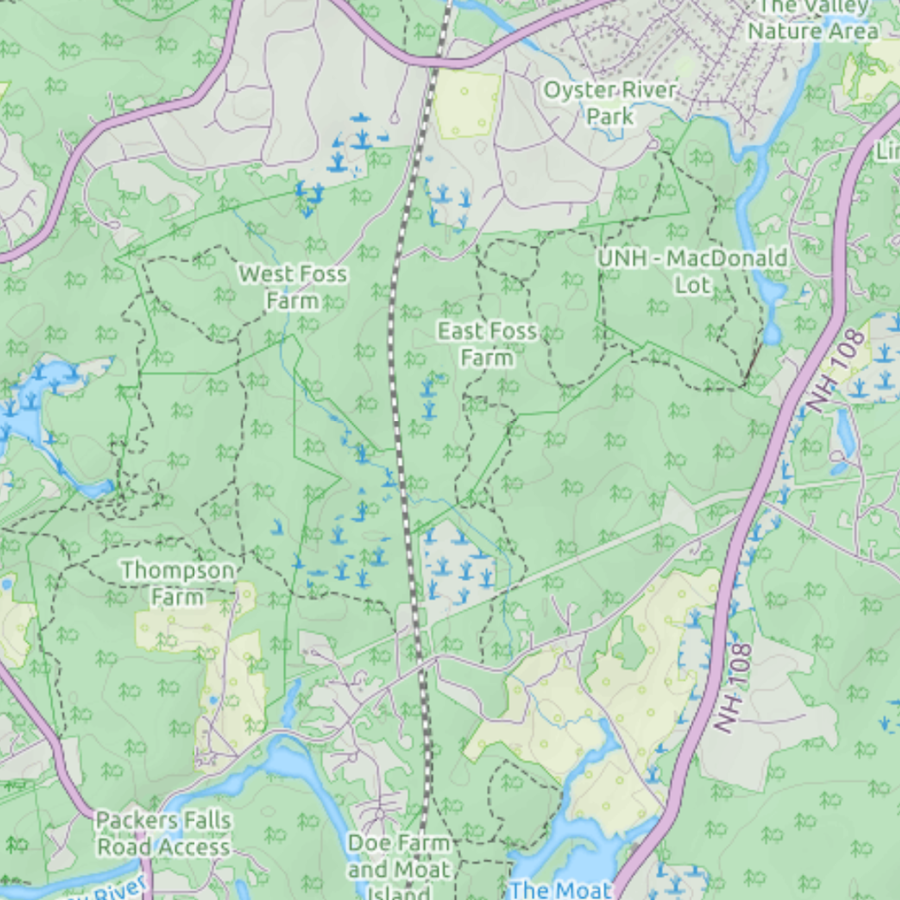 The Valley
Nature Area
Oyster River
Park
UNH - MacDonald
Lot
West Foss
Farm
East Foss
Farm
NH 108
Thompson
Farm
NH 108
Packers Falls
Road Access
Doe Farm
and Moat
Island
River
The Moat